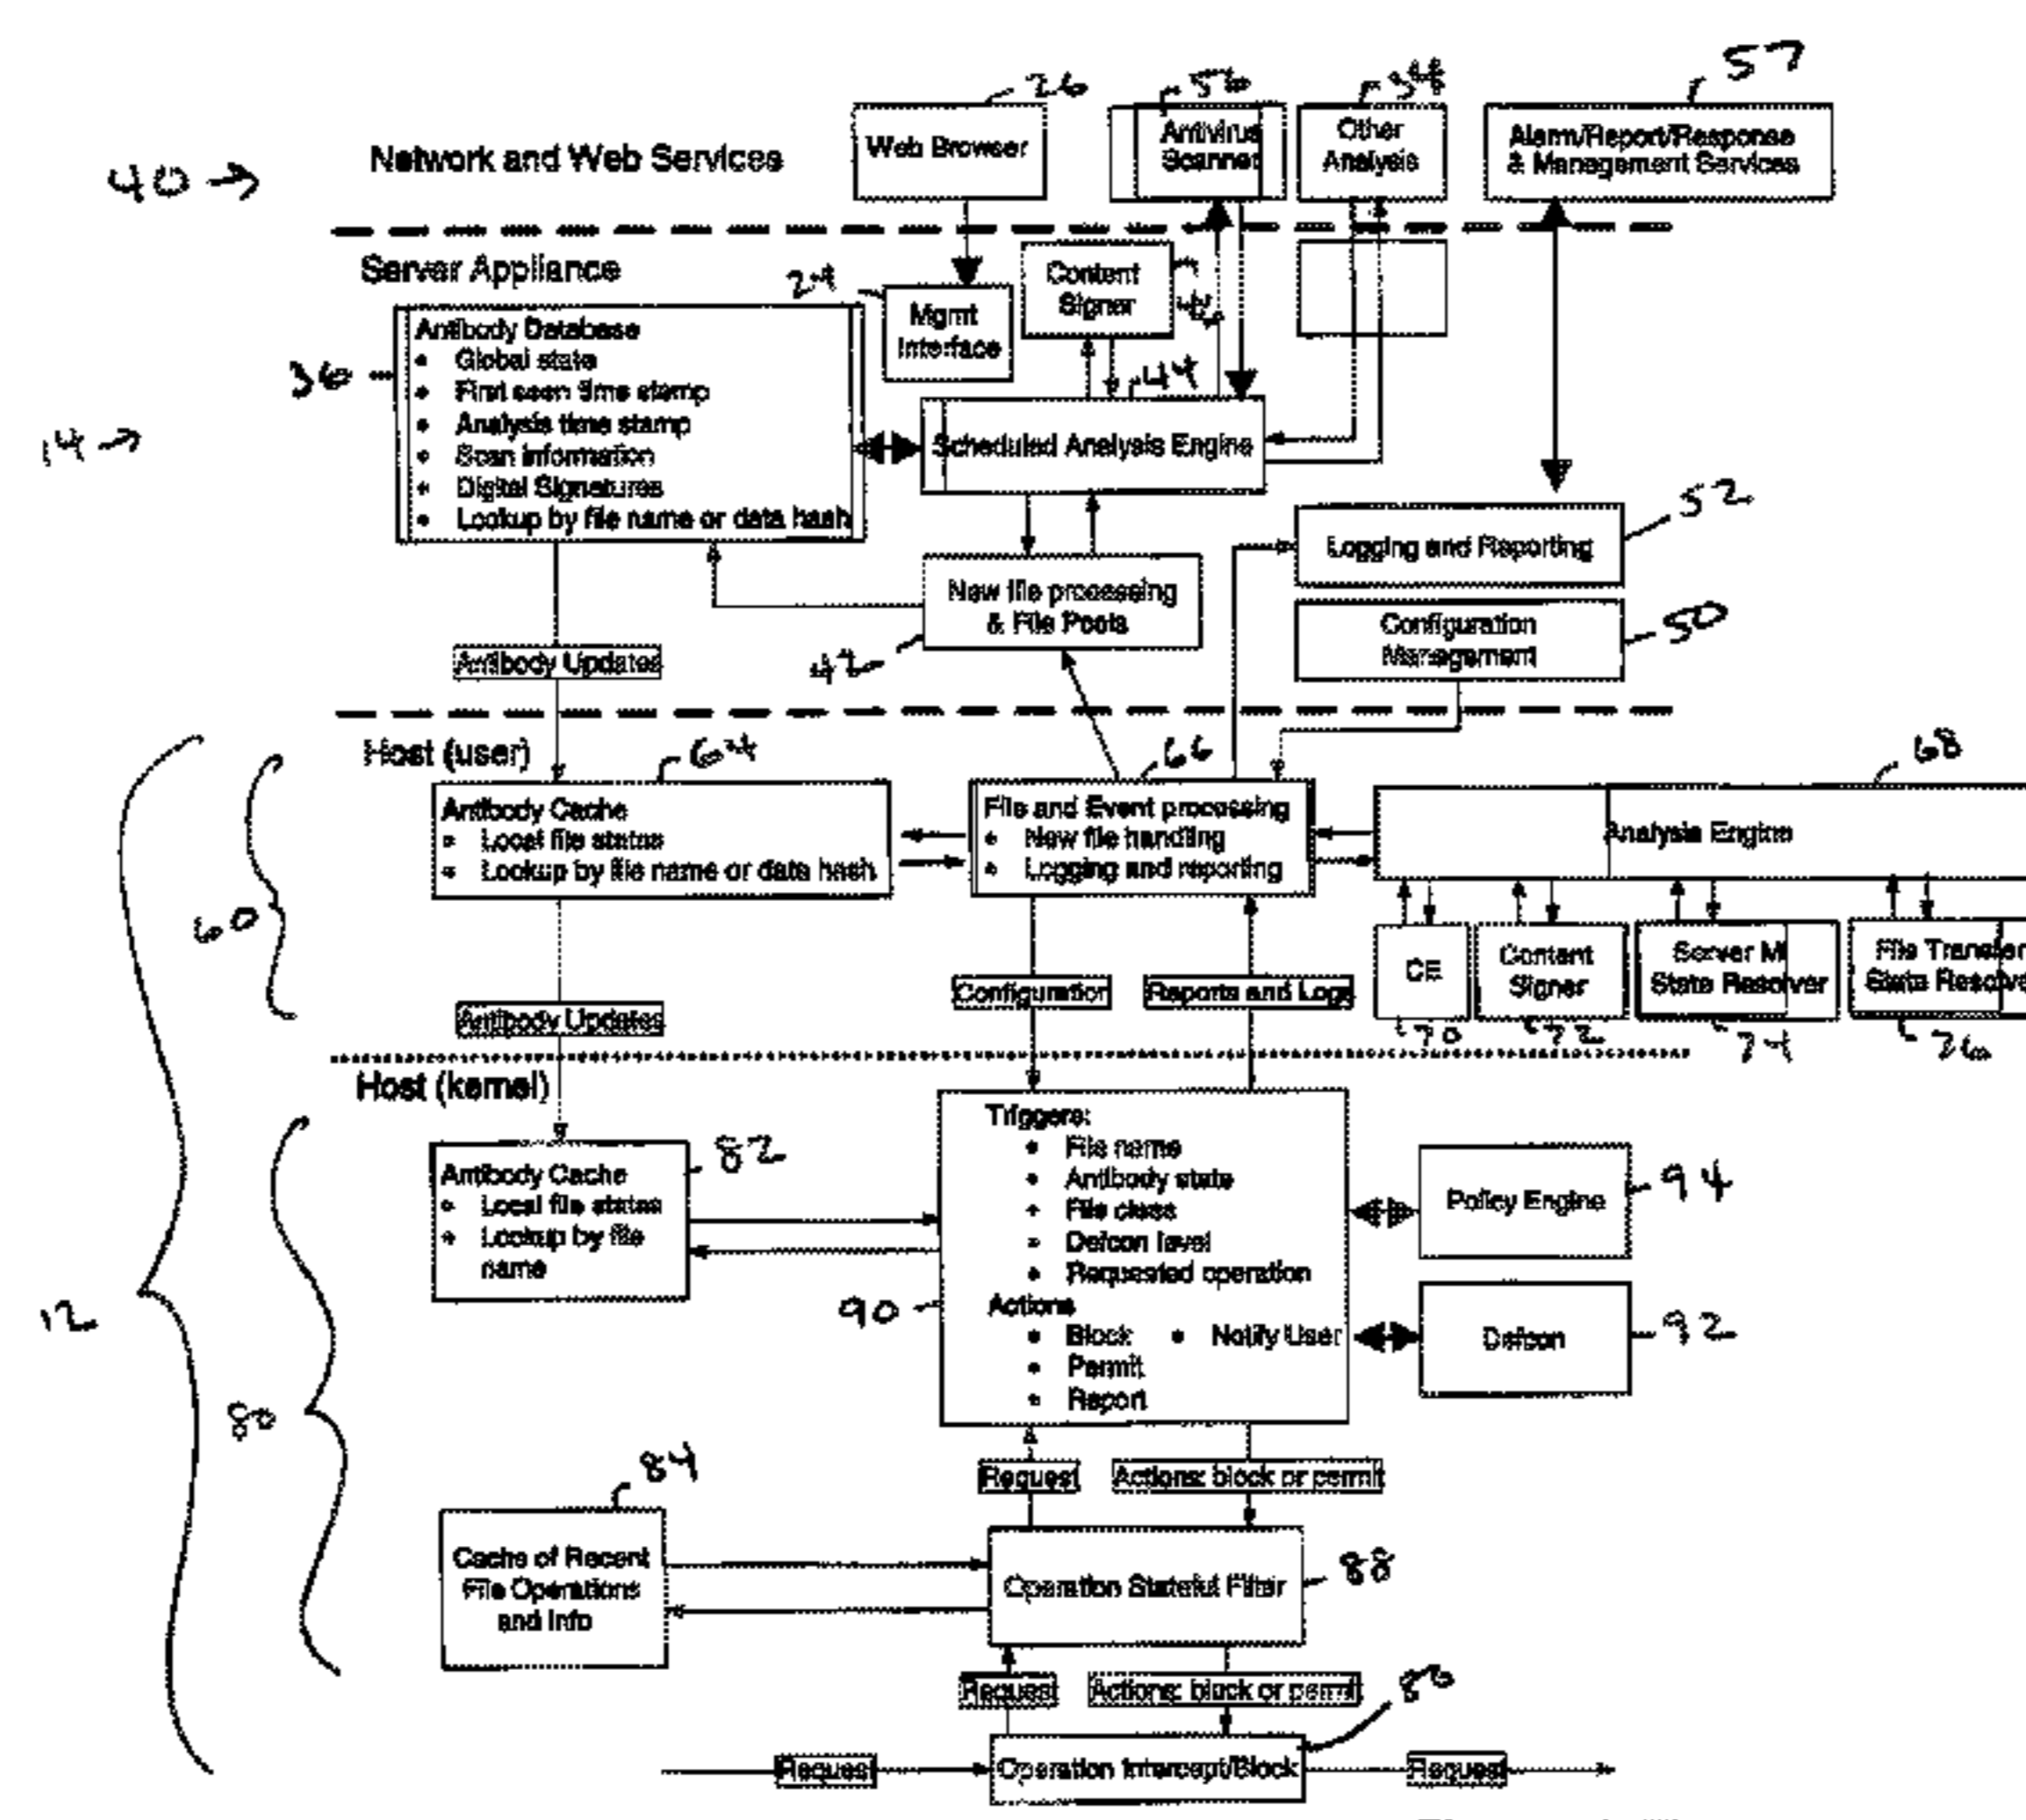 26
56
57
Web Browser
Antivirus
Scanner
Other
Analysis
Alarm/Report/Response
& Management Services
40
Network and Web Services
Server Appliance
24
Mgmt
Interface
Content
Signer
36
Antibody Database
• Global state
• First seen time stamp
• Analysis time stamp
• Scan information
• Digital Signatures
• Lookup by file name or data hash
14
44
Scheduled Analysis Engine
52
Logging and Reporting
New file processing
& File Pools
42
Configuration
Management
50
Antibody Updates
Host (user)
64
66
68
Antibody Cache
• Local file status
• Lookup by file name or data hash
File and Event processing
• New file handling
• Logging and reporting
Analysis Engine
60
CE
Content
Signer
Server MI
State Resolver
File Transfer
State Resolve
70
72
74
76
Configuration
Reports and Logs
Antibody Updates
Host (kernel)
82
Antibody Cache
• Local file status
• Lookup by file
name
Triggers:
• File name
• Antibody state
• File class
• Defcon level
• Requested operation
Actions
• Block • Notify User
• Permit
• Report
90
Policy Engine
94
Defcon
92
12
80
84
Request
Actions: block or permit
Cache of Recent
File Operations
and Info
Operation Stateful Filter
88
Request
Actions: block or permit
Request
Operation Intercept/Block
Request